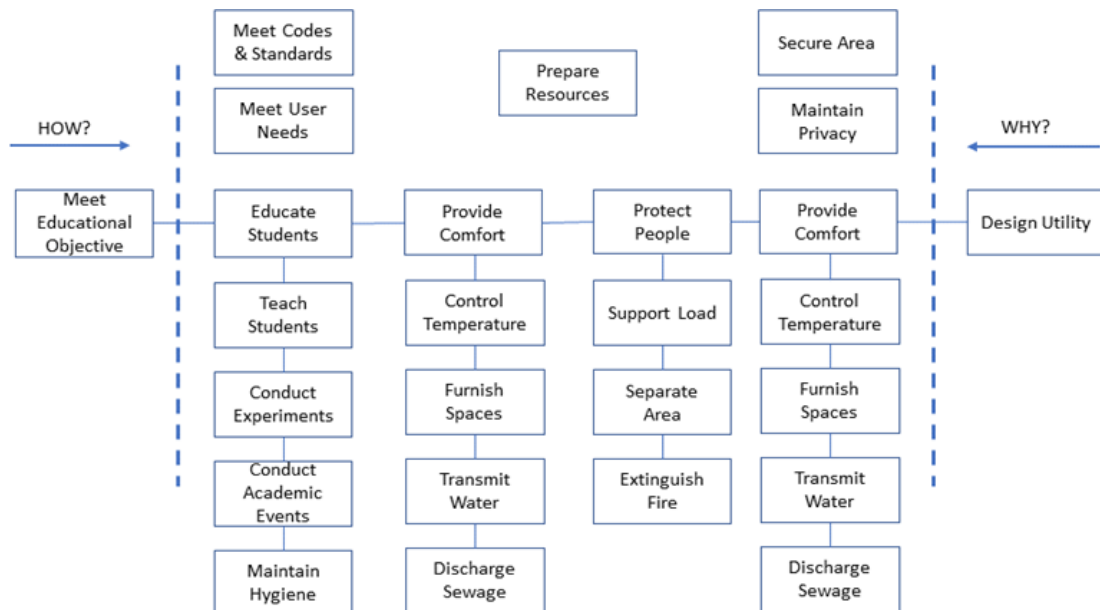 Meet Codes
& Standards
Secure Area
Prepare
Resources
Meet User
Needs
Maintain
Privacy
HOW?
WHY?
Meet
Educational
Objective
Educate
Students
Provide
Comfort
Protect
People
Provide
Comfort
Design Utility
Teach
Students
Control
Temperature
Support Load
Control
Temperature
Conduct
Experiments
Furnish
Spaces
Separate
Area
Furnish
Spaces
Conduct
Academic
Events
Transmit
Water
Extinguish
Fire
Transmit
Water
Maintain
Hygiene
Discharge
Sewage
Discharge
Sewage